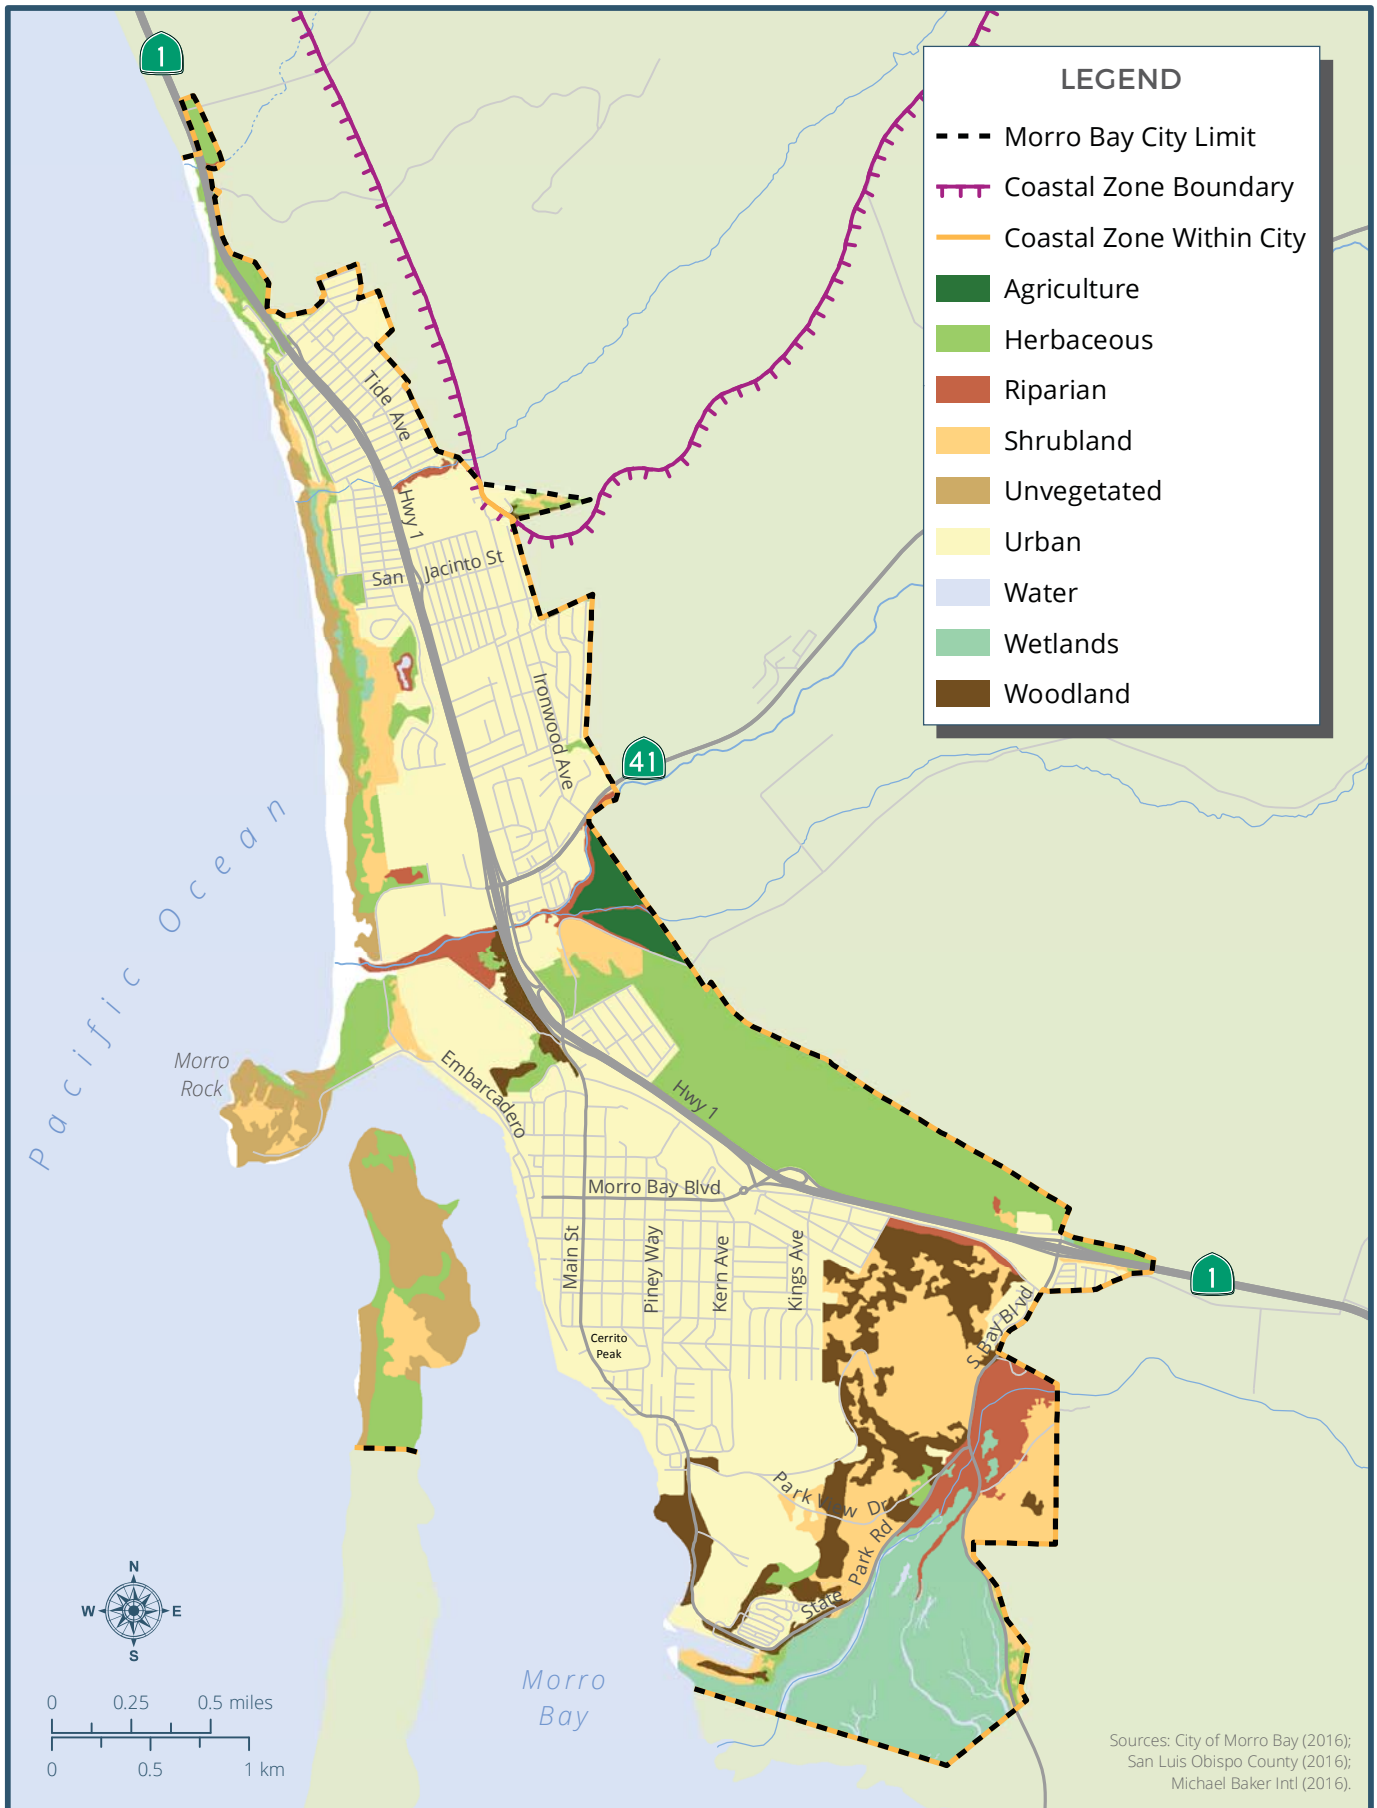 1
LEGEND
Morro Bay City Limit
Coastal Zone Boundary
Coastal Zone Within City
Agriculture
Herbaceous
Riparian
Shrubland
Unvegetated
Urban
Water
Wetlands
Woodland
Tide Ave
Hwy 1
San Jacinto St
Ironwood Ave
41
Pacific Ocean
Morro
Rock
Embarcadero
Hwy 1
Morro Bay Blvd
Main St
Piney Way
Kern Ave
Kings Ave
1
S Bay Blvd
Cerrito
Peak
Park View Dr
State Park Rd
Morro
Bay
N
W
E
S
0
0.25
0.5 miles
0
0.5
1 km
Sources: City of Morro Bay (2016);
San Luis Obispo County (2016);
Michael Baker Intl (2016).